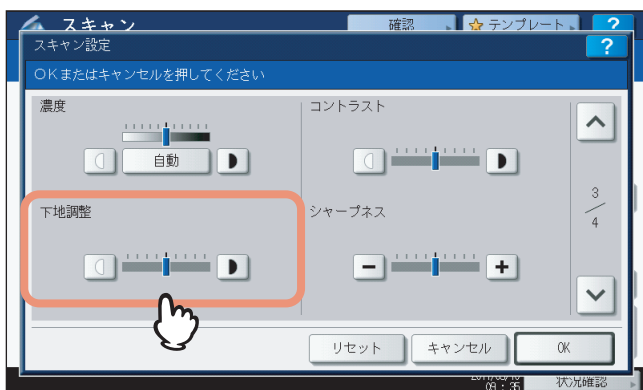 スキャン
確認
テンプレート
?
スキャン設定
?
OKまたはキャンセルを押してください
濃度
自動
コントラスト
3
4
下地調整
シャープネス
リセット
キャンセル
OK
09 : 35
状況確認